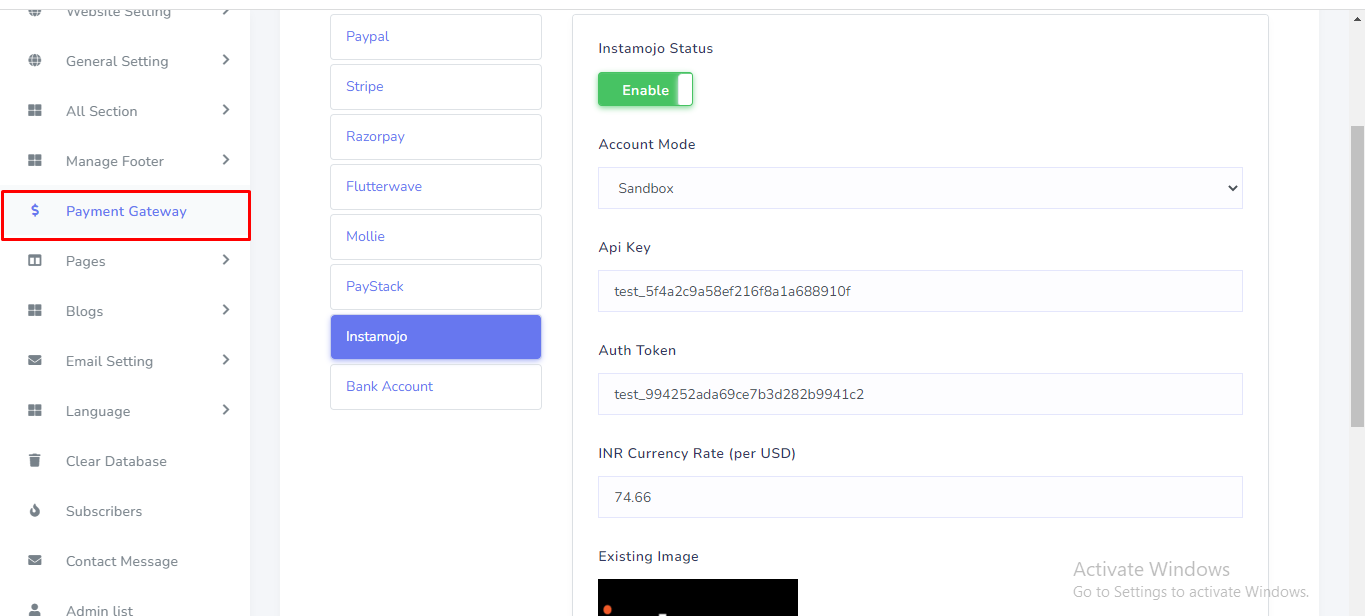 Website Setting
General Setting
All Section
Manage Footer
$ Payment Gateway
Pages
Blogs
Email Setting
Language
Clear Database
Subscribers
Contact Message
Admin list
Paypal
Stripe
Razorpay
Flutterwave
Mollie
PayStack
Instamojo
Bank Account
Instamojo Status
Enable
Account Mode
Sandbox
Api Key
test_5f4a2c9a58ef216f8a1a688910f
Auth Token
test_994252ada69ce7b3d282b9941c2
INR Currency Rate (per USD)
74.66
Existing Image
Activate Windows
Go to Settings to activate Windows.